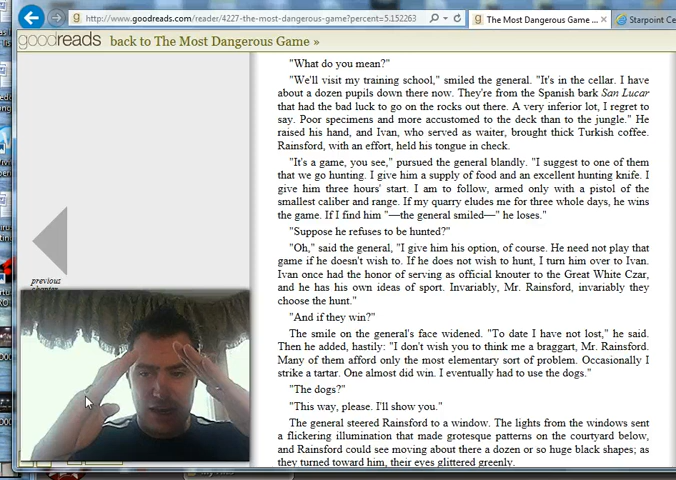 http://www.goodreads.com/reader/4227-the-most-dangerous-game?percent=5.152263
The Most Dangerous Game ...
Starpoint Ce
goodreads back to The Most Dangerous Game »
"What do you mean?"
"We'll visit my training school," smiled the general. "It's in the cellar. I have
about a dozen pupils down there now. They're from the Spanish bark San Lucar
that had the bad luck to go on the rocks out there. A very inferior lot, I regret to
say. Poor specimens and more accustomed to the deck than to the jungle." He
raised his hand, and Ivan, who served as waiter, brought thick Turkish coffee.
Rainsford, with an effort, held his tongue in check.
"It's a game, you see," pursued the general blandly. "I suggest to one of them
that we go hunting. I give him a supply of food and an excellent hunting knife. I
give him three hours' start. I am to follow, armed only with a pistol of the
smallest caliber and range. If my quarry eludes me for three whole days, he wins
the game. If I find him "—the general smiled—" he loses."
"Suppose he refuses to be hunted?"
"Oh," said the general, "I give him his option, of course. He need not play that
game if he doesn't wish to. If he does not wish to hunt, I turn him over to Ivan.
Ivan once had the honor of serving as official knouter to the Great White Czar,
and he has his own ideas of sport. Invariably, Mr. Rainsford, invariably they
choose the hunt."
"And if they win?"
The smile on the general's face widened. "To date I have not lost," he said.
Then he added, hastily: "I don't wish you to think me a braggart, Mr. Rainsford.
Many of them afford only the most elementary sort of problem. Occasionally I
strike a tartar. One almost did win. I eventually had to use the dogs."
"The dogs?"
"This way, please. I'll show you."
The general steered Rainsford to a window. The lights from the windows sent
a flickering illumination that made grotesque patterns on the courtyard below,
and Rainsford could see moving about there a dozen or so huge black shapes; as
they turned toward him, their eyes glittered greenly.
previous
chapter